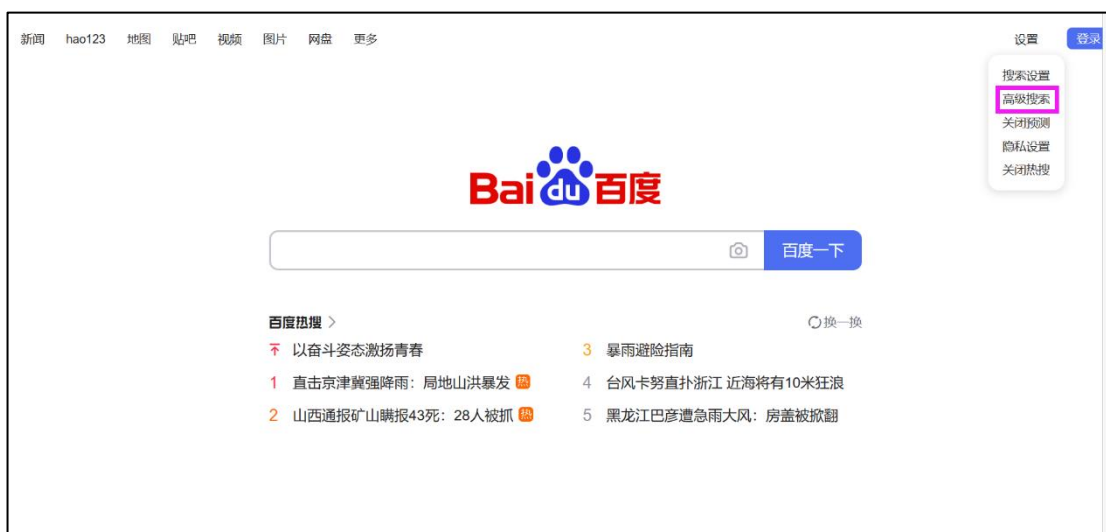 新闻 hao123 地图 贴吧 视频 图片 网盘 更多 设置 登录
搜索设置
高级搜索
关闭预测
隐私设置
关闭热搜
Bai du 百度
百度一下
百度热搜 > 换一换
以奋斗姿态激扬青春
3 暴雨避险指南
1 直击京津冀强降雨：局地山洪暴发 热
4 台风卡努直扑浙江 近海将有10米狂浪
2 山西通报矿山瞒报43死：28人被抓 热
5 黑龙江巴彦遭急雨大风：房盖被掀翻